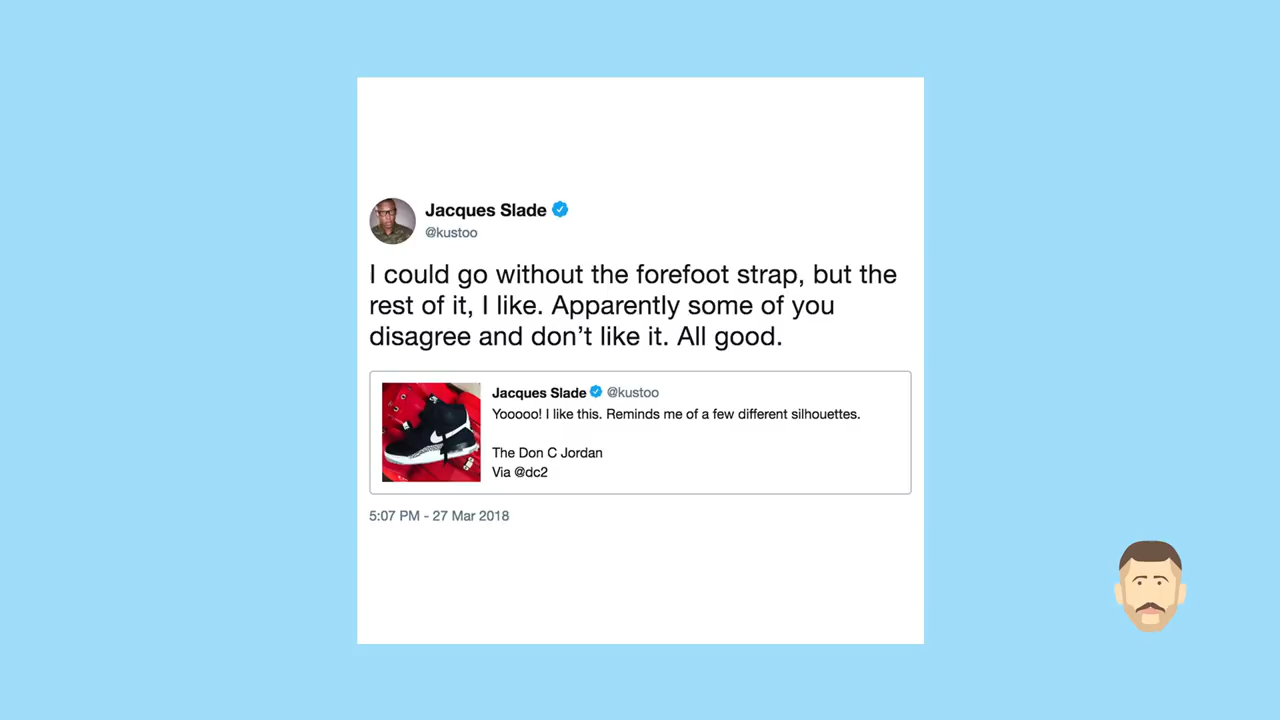 Jacques Slade
@kustoo
I could go without the forefoot strap, but the
rest of it, I like. Apparently some of you
disagree and don’t like it. All good.
Jacques Slade @kustoo
Yooooo! I like this. Reminds me of a few different silhouettes.
The Don C Jordan
Via @dc2
5:07 PM - 27 Mar 2018